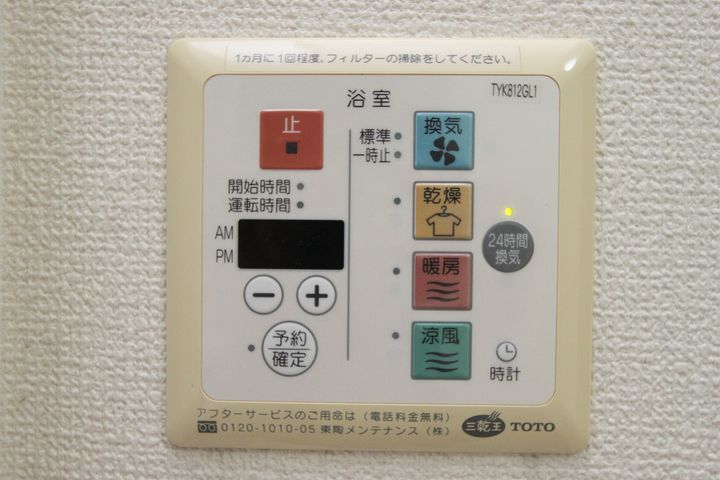 1ヵ月に1回程度、フィルターの掃除をしてください。
TYK812GL1
浴室
止
開始時間
運転時間
AM
PM
予約
確定
標準
一時止
換気
乾燥
暖房
涼風
24時間
換気
時計
アフターサービスのご用品は（電話料金無料）
0120-1010-05 東陶メンテナンス（株）
三乾王 TOTO